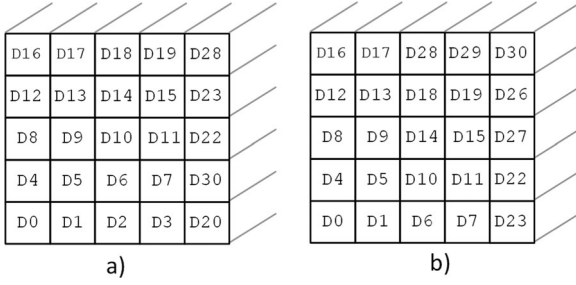 D16 D17 D18 D19 D28
D12 D13 D14 D15 D23
D8 D9 D10 D11 D22
D4 D5 D6 D7 D30
D0 D1 D2 D3 D20
a)
D16 D17 D28 D29 D30
D12 D13 D18 D19 D26
D8 D9 D14 D15 D27
D4 D5 D10 D11 D22
D0 D1 D6 D7 D23
b)